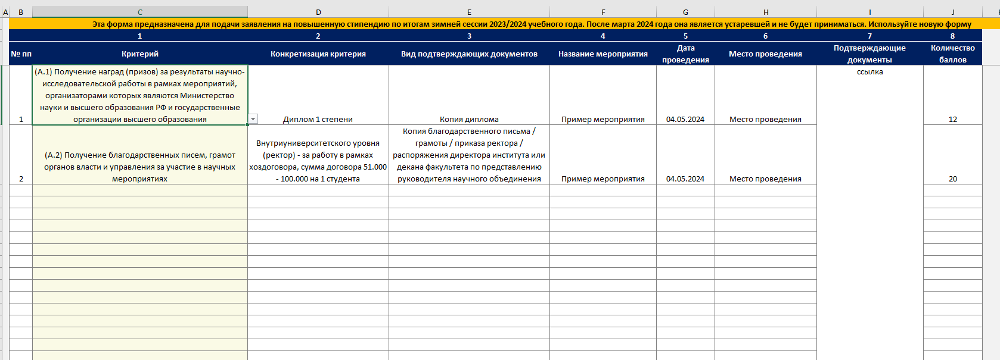 A B C D E F G H I J
Эта форма предназначена для подачи заявления на повышенную стипендию по итогам зимней сессии 2023/2024 учебного года. После марта 2024 года она является устаревшей и не будет приниматься. Используйте новую форму
1 2 3 4 5 6 7 8
№ пп Критерий Конкретизация критерия Вид подтверждающих документов Название мероприятия Дата
проведения Место проведения Подтверждающие
документы Количество
баллов
1
(А.1) Получение наград (призов) за результаты научно-
исследовательской работы в рамках мероприятий,
организаторами которых являются Министерство
науки и высшего образования РФ и государственные
организации высшего образования
Диплом 1 степени
Копия диплома
Пример мероприятия
04.05.2024
Место проведения
ссылка
12
2
(А.2) Получение благодарственных писем, грамот
органов власти и управления за участие в научных
мероприятиях
Внутриуниверситетского уровня
(ректор) - за работу в рамках
хоздоговора, сумма договора 51.000
- 100.000 на 1 студента
Копия благодарственного письма /
грамоты / приказа ректора /
распоряжения директора института или
декана факультета по представлению
руководителя научного объединения
Пример мероприятия
04.05.2024
Место проведения
20